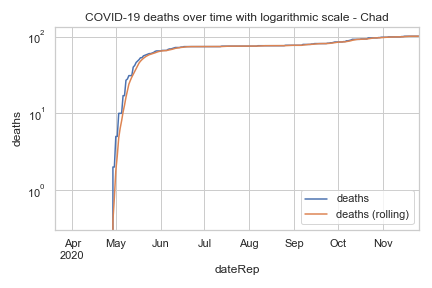 COVID-19 deaths over time with logarithmic scale - Chad
10²
10¹
10⁰
deaths
deaths
deaths (rolling)
Apr May Jun Jul Aug Sep Oct Nov
2020
dateRep